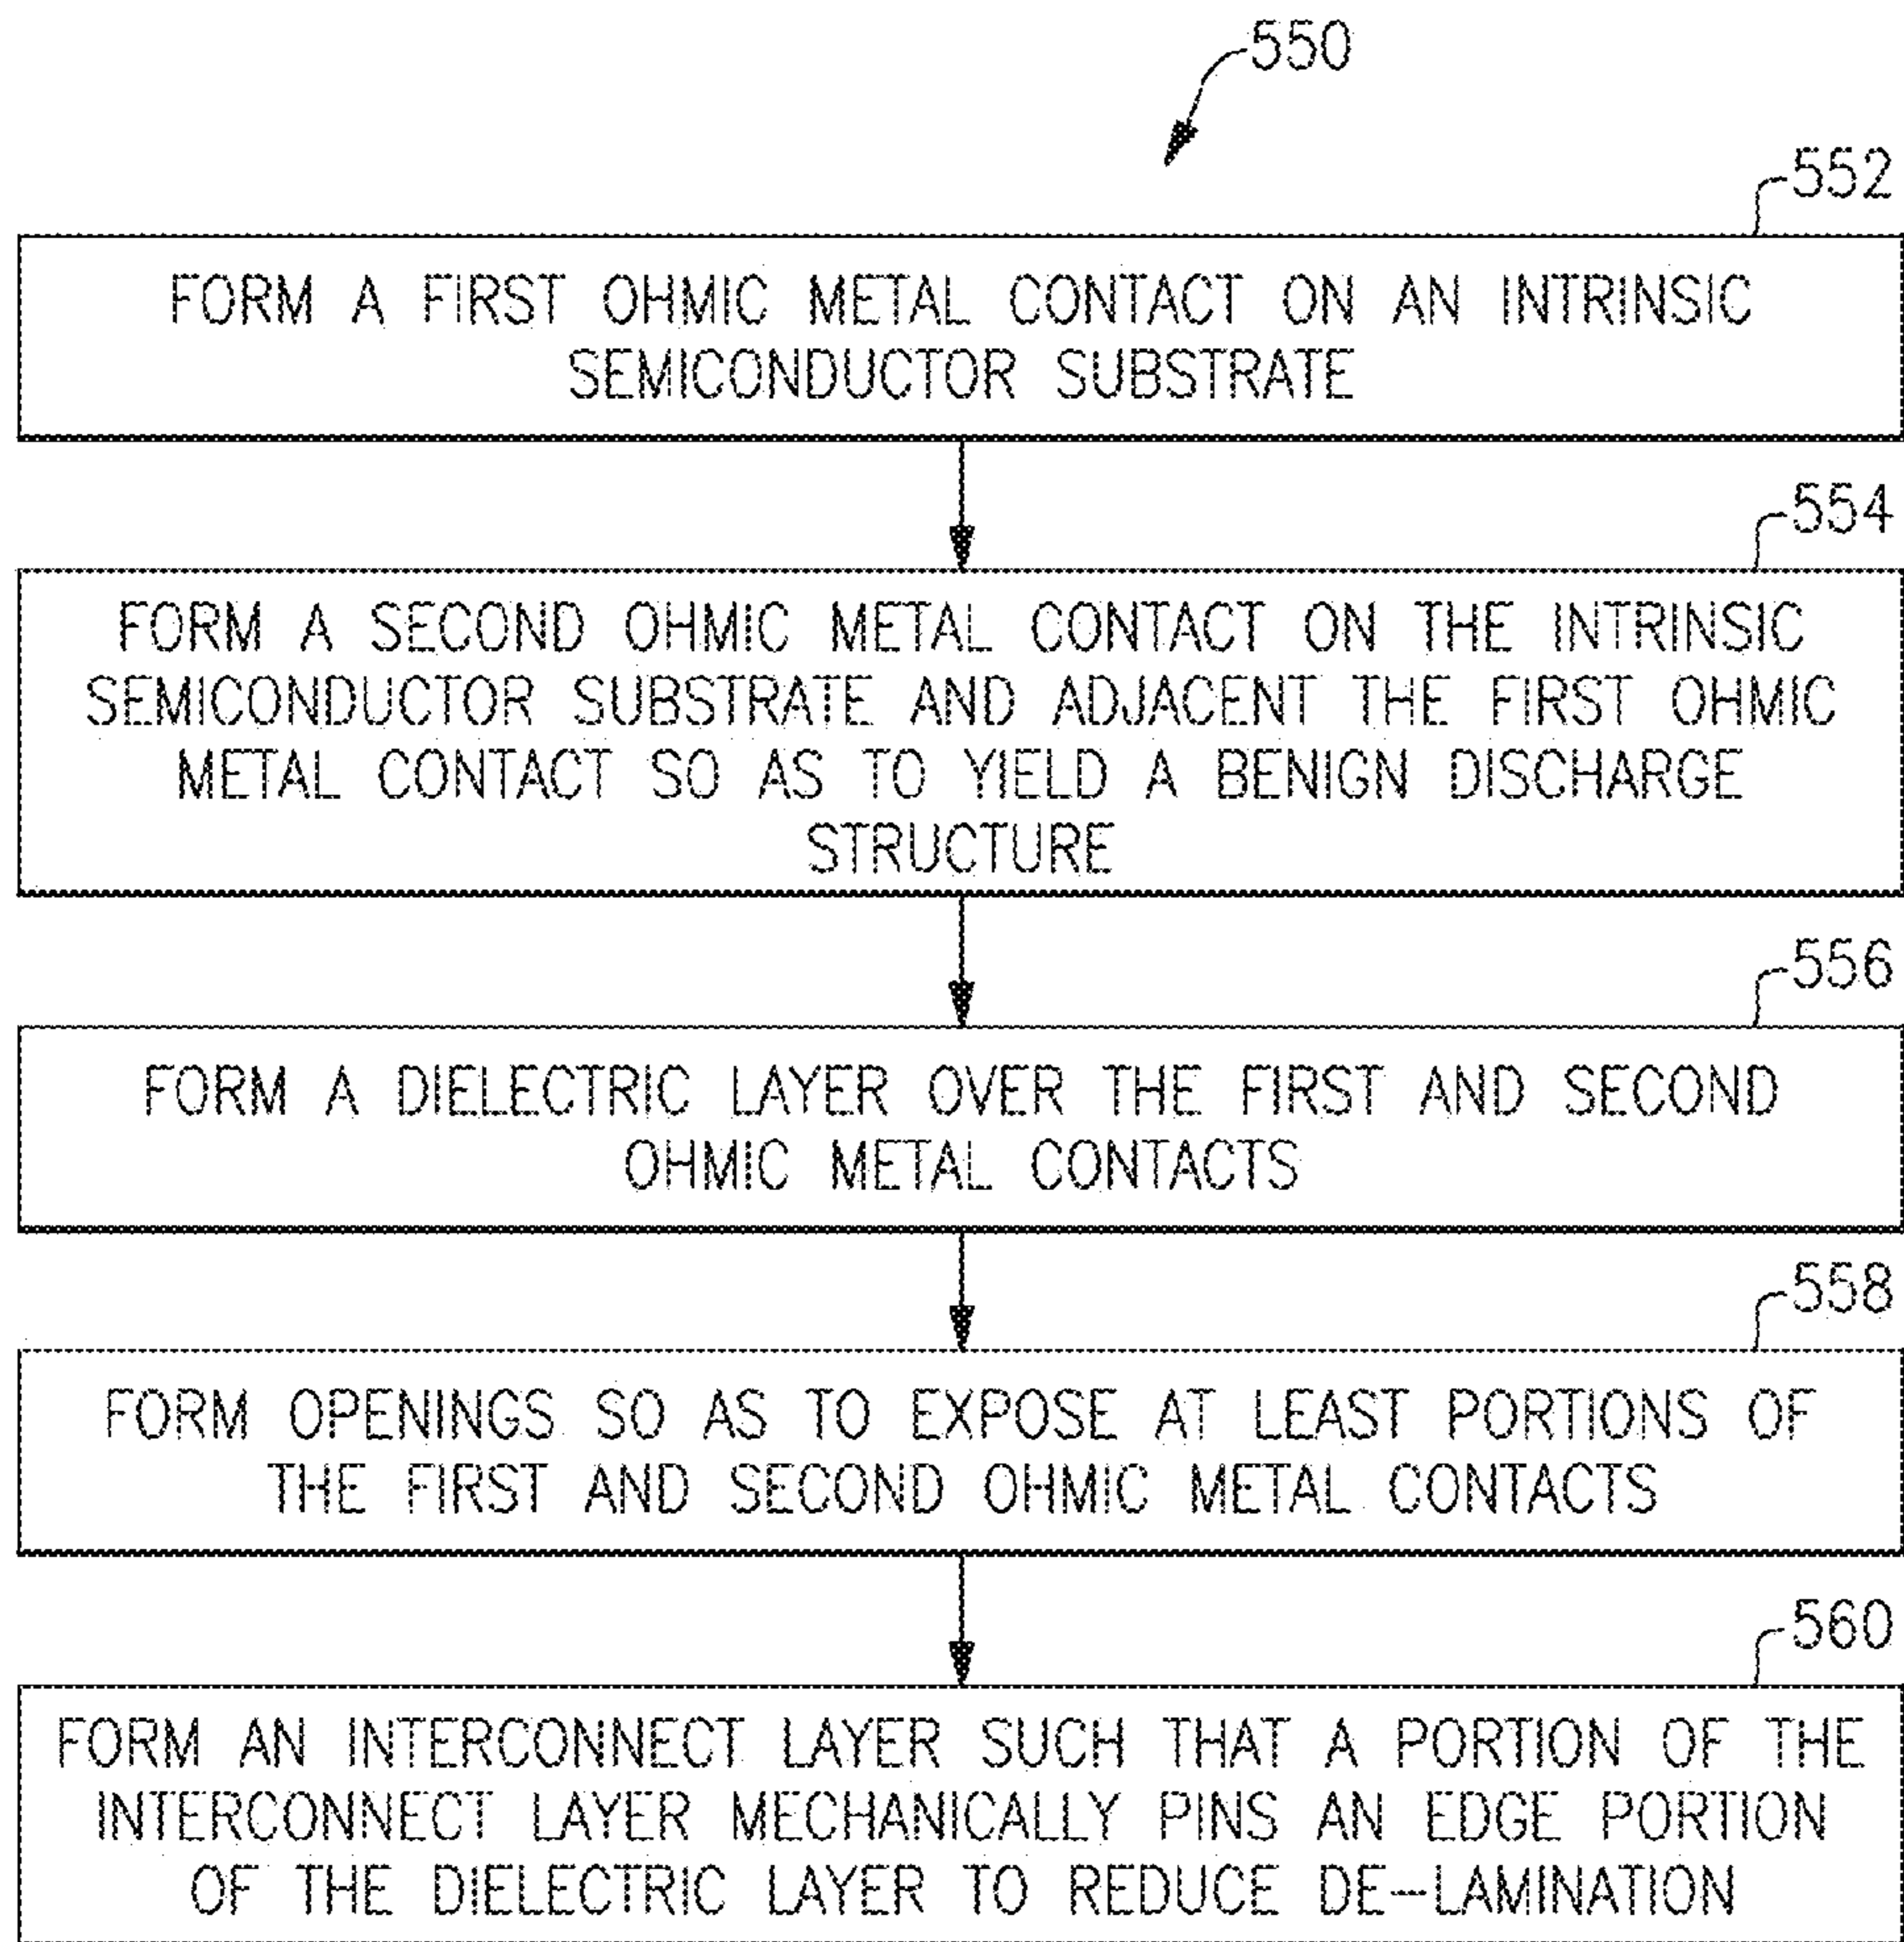 550
552
FORM A FIRST OHMIC METAL CONTACT ON AN INTRINSIC
SEMICONDUCTOR SUBSTRATE
554
FORM A SECOND OHMIC METAL CONTACT ON THE INTRINSIC
SEMICONDUCTOR SUBSTRATE AND ADJACENT THE FIRST OHMIC
METAL CONTACT SO AS TO YIELD A BENIGN DISCHARGE
STRUCTURE
556
FORM A DIELECTRIC LAYER OVER THE FIRST AND SECOND
OHMIC METAL CONTACTS
558
FORM OPENINGS SO AS TO EXPOSE AT LEAST PORTIONS OF
THE FIRST AND SECOND OHMIC METAL CONTACTS
560
FORM AN INTERCONNECT LAYER SUCH THAT A PORTION OF THE
INTERCONNECT LAYER MECHANICALLY PINS AN EDGE PORTION
OF THE DIELECTRIC LAYER TO REDUCE DE-LAMINATION